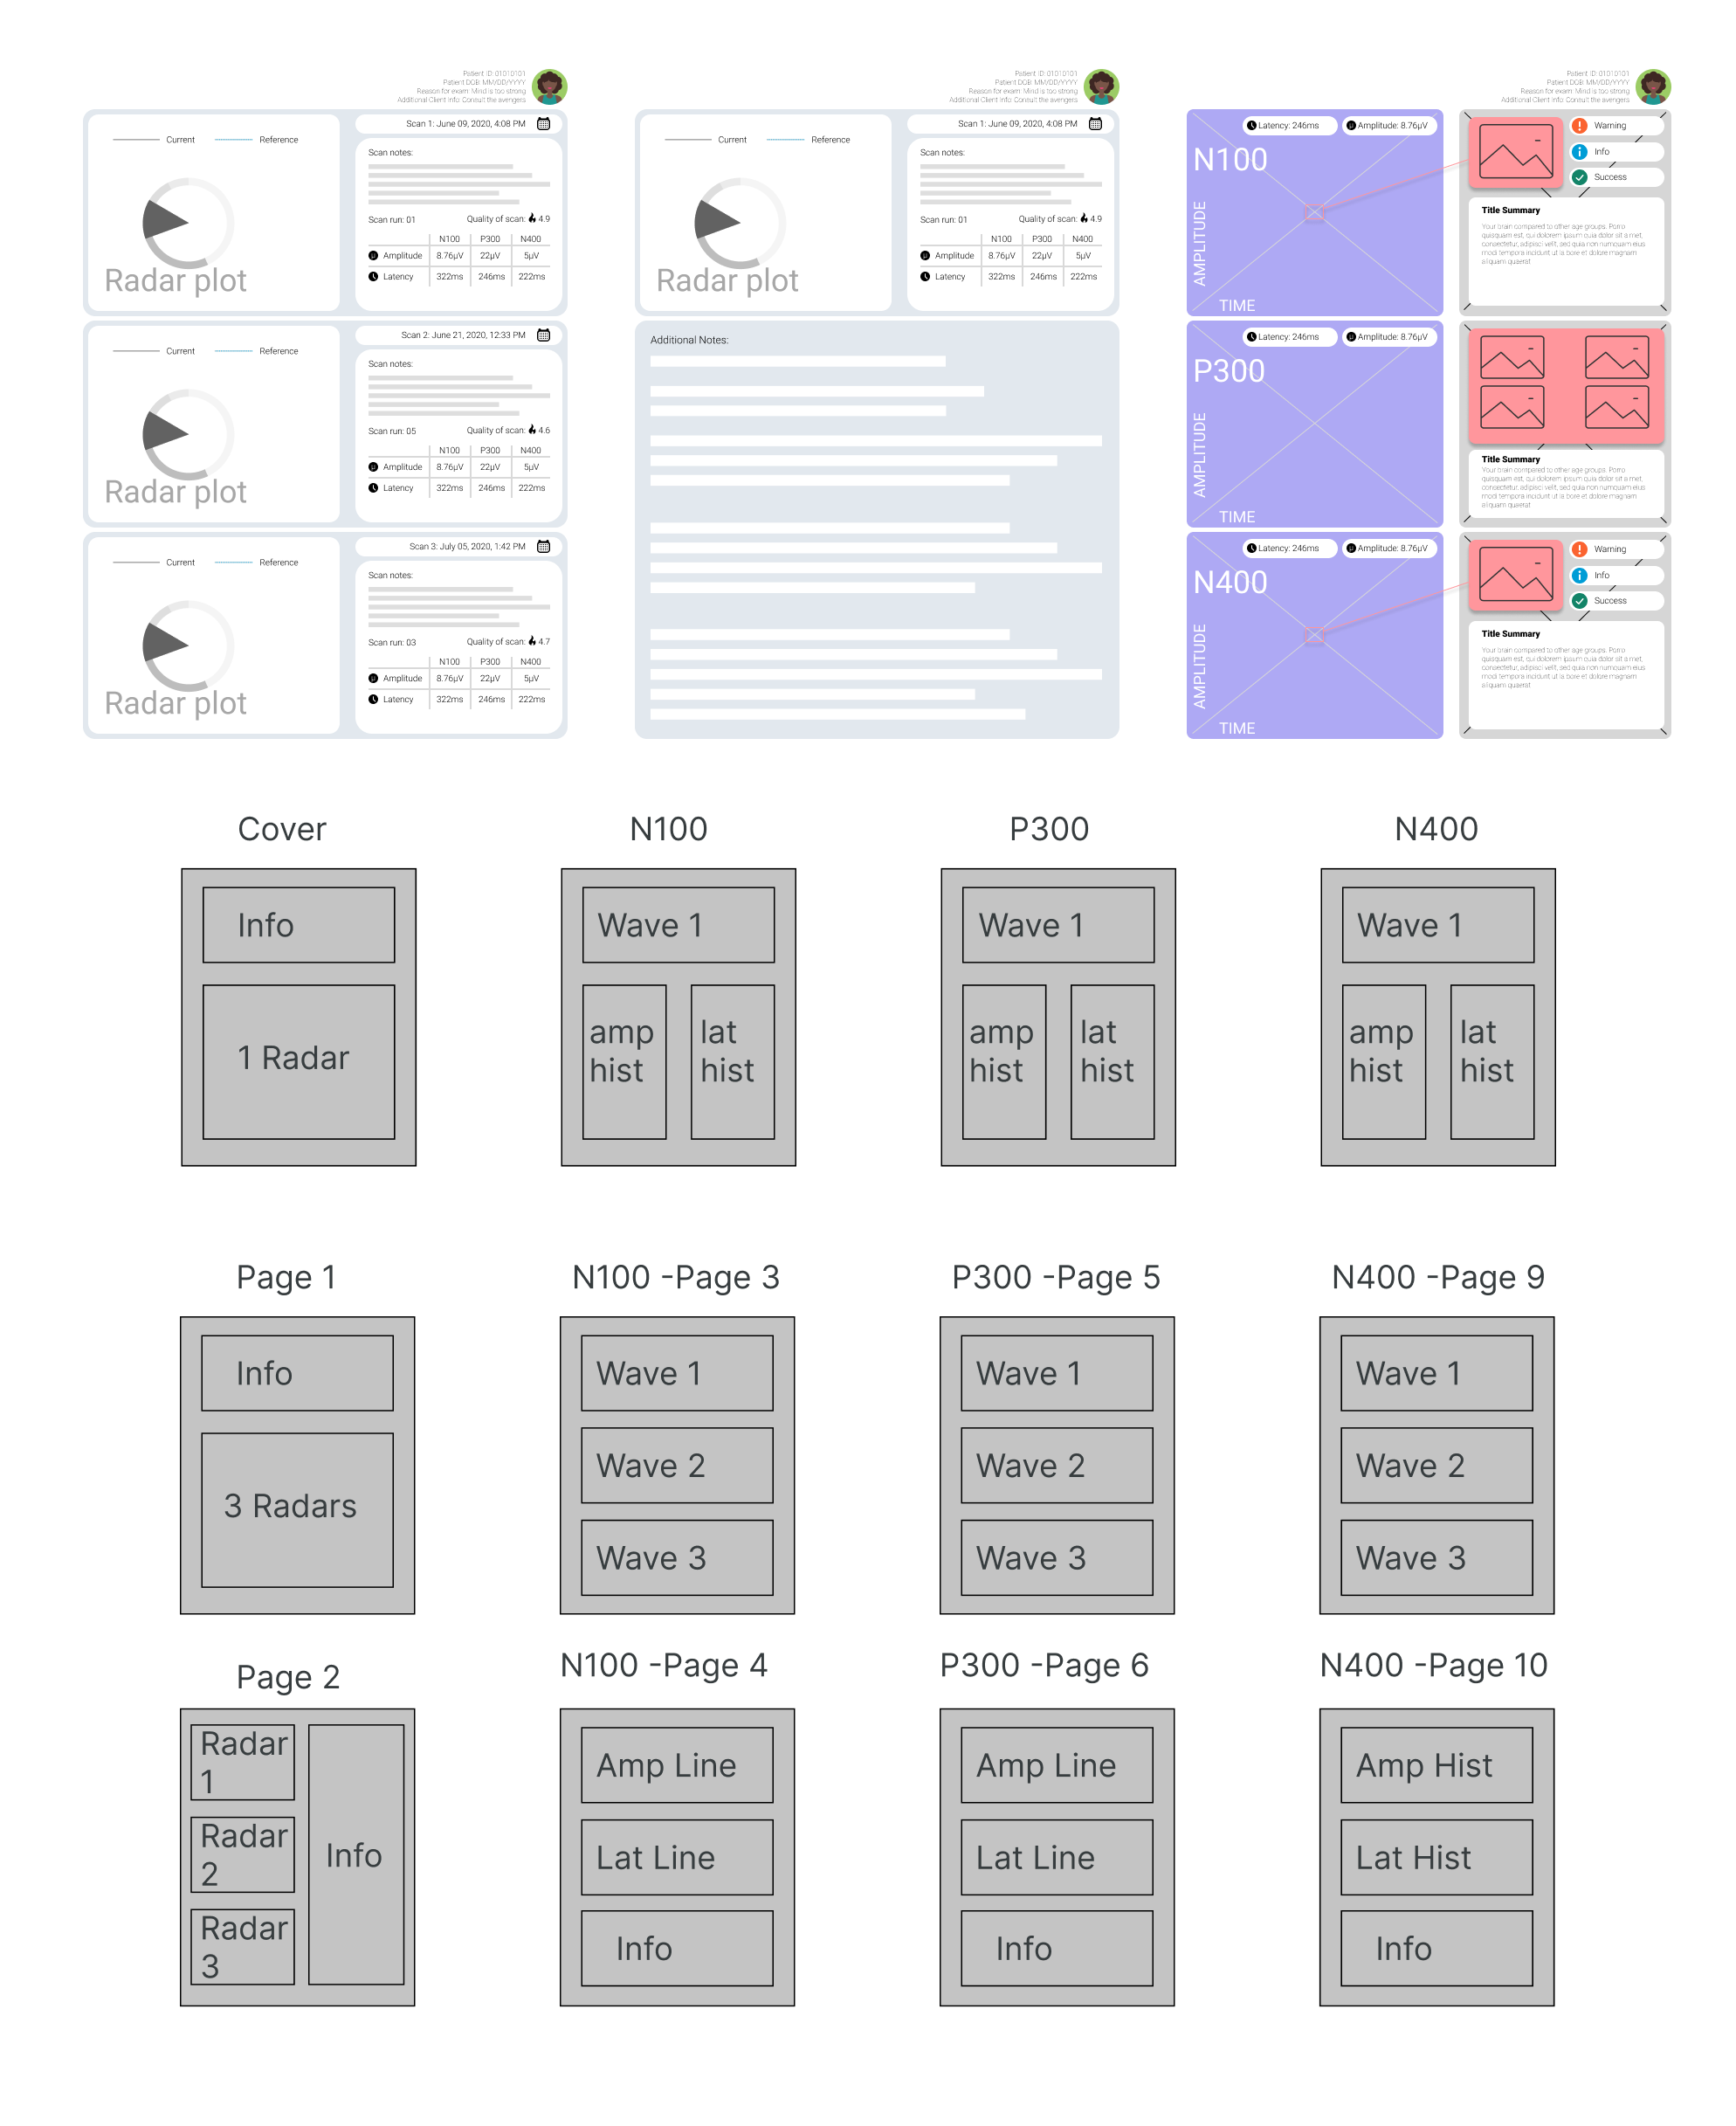 Patient ID: 01010101
Patient DOB: MM/DD/YYYY
Reason for exam: Mind is too strong
Additional Client Info: Consult the avengers
Current
Reference
Radar plot
Scan 1: June 09, 2020, 4:08 PM
Scan notes:
Scan run: 01
Quality of scan: 4.9
N100 P300 N400
Amplitude 8.76µV 22µV 5µV
Latency 322ms 246ms 222ms
Current
Reference
Radar plot
Scan 2: June 21, 2020, 12:33 PM
Scan notes:
Scan run: 05
Quality of scan: 4.6
N100 P300 N400
Amplitude 8.76µV 22µV 5µV
Latency 322ms 246ms 222ms
Current
Reference
Radar plot
Scan 3: July 05, 2020, 1:42 PM
Scan notes:
Scan run: 03
Quality of scan: 4.7
N100 P300 N400
Amplitude 8.76µV 22µV 5µV
Latency 322ms 246ms 222ms
Patient ID: 01010101
Patient DOB: MM/DD/YYYY
Reason for exam: Mind is too strong
Additional Client Info: Consult the avengers
Current
Reference
Radar plot
Scan 1: June 09, 2020, 4:08 PM
Scan notes:
Scan run: 01
Quality of scan: 4.9
N100 P300 N400
Amplitude 8.76µV 22µV 5µV
Latency 322ms 246ms 222ms
Additional Notes:
Patient ID: 01010101
Patient DOB: MM/DD/YYYY
Reason for exam: Mind is too strong
Additional Client Info: Consult the avengers
Latency: 246ms
Amplitude: 8.76µV
N100
AMPLITUDE
TIME
Warning
Info
Success
Title Summary
Your brain compared to other age groups. Porro
quisquam est, qui dolorem ipsum quia dolor sit amet,
consectetur, adipisci velit, sed quia non numquam eius
modi tempora incidunt ut labore et dolore magnam
aliquam quaerat
Latency: 246ms
Amplitude: 8.76µV
P300
AMPLITUDE
TIME
Title Summary
Your brain compared to other age groups. Porro
quisquam est, qui dolorem ipsum quia dolor sit amet,
consectetur, adipisci velit, sed quia non numquam eius
modi tempora incidunt ut labore et dolore magnam
aliquam quaerat
Latency: 246ms
Amplitude: 8.76µV
N400
AMPLITUDE
TIME
Warning
Info
Success
Title Summary
Your brain compared to other age groups. Porro
quisquam est, qui dolorem ipsum quia dolor sit amet,
consectetur, adipisci velit, sed quia non numquam eius
modi tempora incidunt ut labore et dolore magnam
aliquam quaerat
Cover
Info
1 Radar
N100
Wave 1
amp
hist
lat
hist
P300
Wave 1
amp
hist
lat
hist
N400
Wave 1
amp
hist
lat
hist
Page 1
Info
3 Radars
N100 -Page 3
Wave 1
Wave 2
Wave 3
P300 -Page 5
Wave 1
Wave 2
Wave 3
N400 -Page 9
Wave 1
Wave 2
Wave 3
Page 2
Radar
1
Radar
2
Radar
3
Info
N100 -Page 4
Amp Line
Lat Line
Info
P300 -Page 6
Amp Line
Lat Line
Info
N400 -Page 10
Amp Hist
Lat Hist
Info